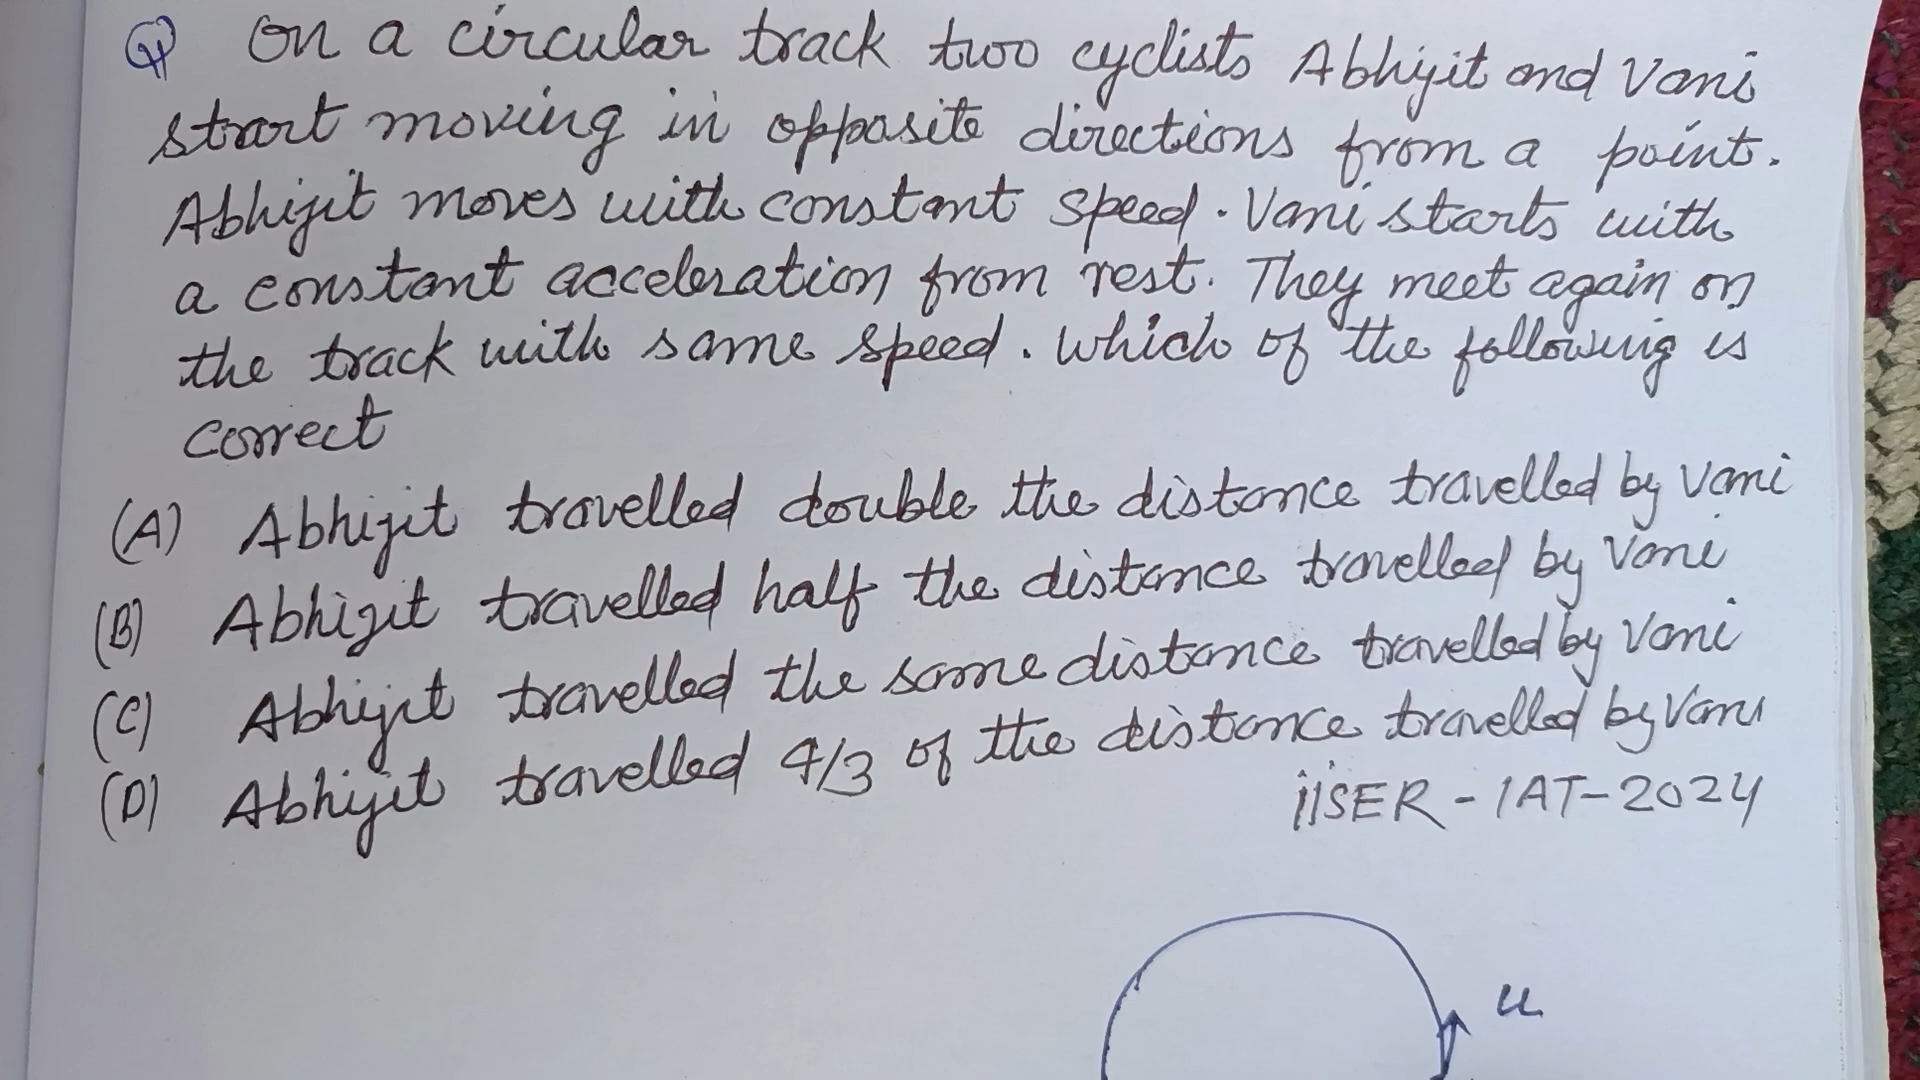 Q On a circular track two cyclists Abhijit and Vani
start moving in opposite directions from a point.
Abhijit moves with constant speed. Vani starts with
a constant acceleration from rest. They meet again on
the track with same speed. Which of the following is
correct
(A) Abhijit travelled double the distance travelled by Vani
(B) Abhijit travelled half the distance travelled by Vani
(C) Abhijit travelled the same distance travelled by Vani
(D) Abhijit travelled 4/3 of the distance travelled by Vani
IISER - IAT-2024
u